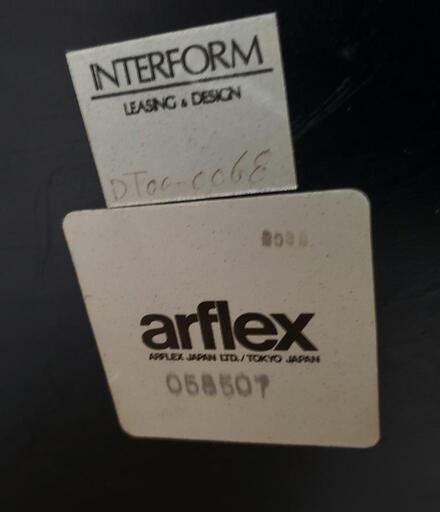 INTERFORM
LEASING & DESIGN
DT00-0068
arflex
ARFLEX JAPAN LTD./TOKYO JAPAN
058507